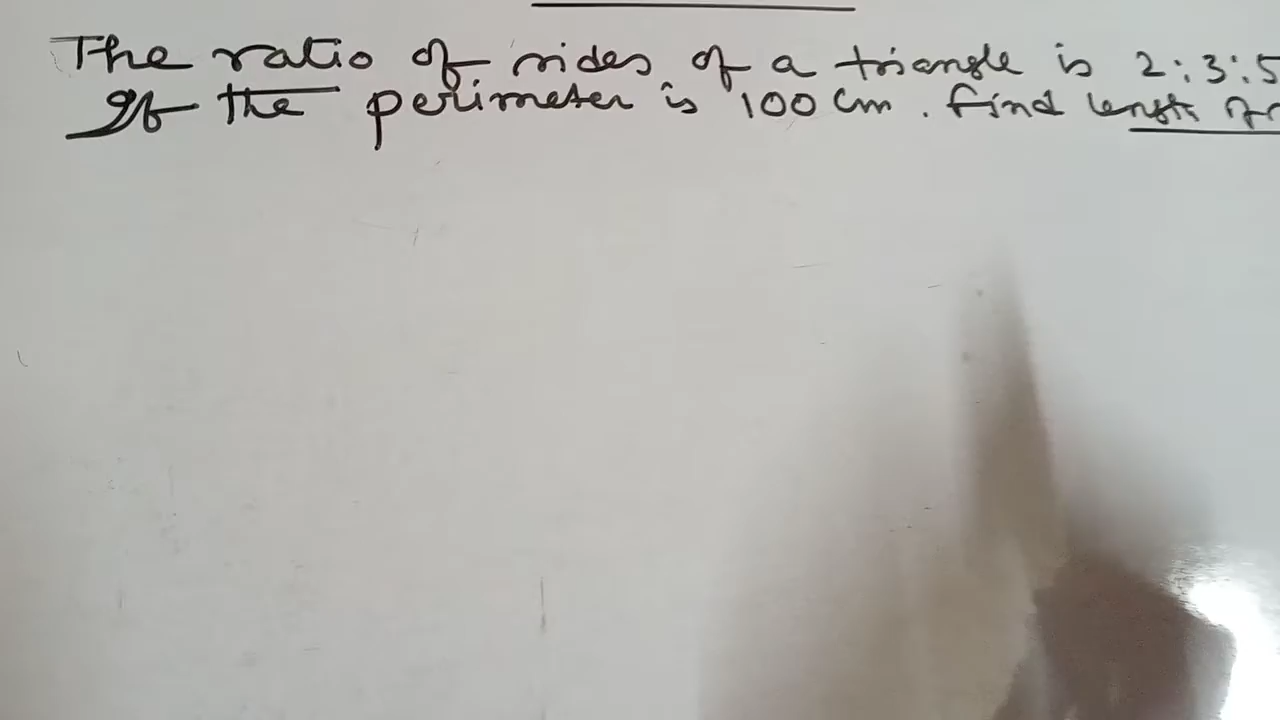 The ratio of sides of a triangle is 2:3:5
If the perimeter is 100 cm. find length